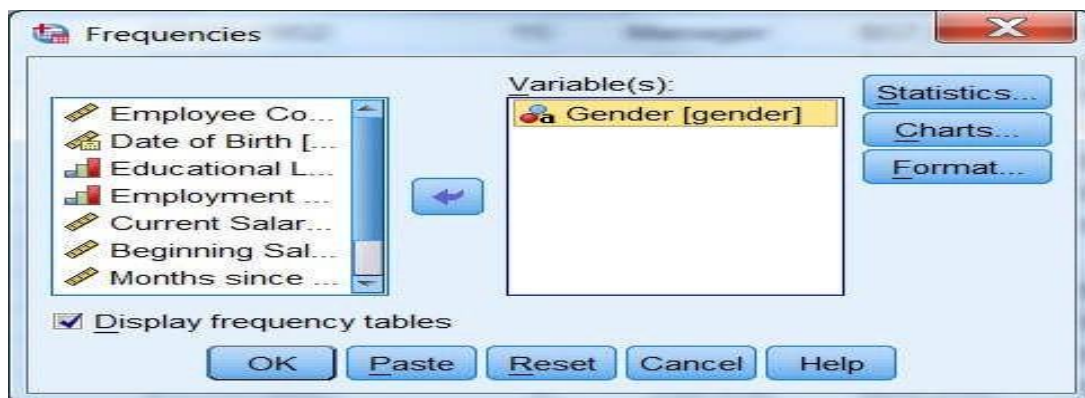 Frequencies
Variable(s):
Employee Co...
Date of Birth [...
Educational L...
Employment ...
Current Salar...
Beginning Sal...
Months since ...
a Gender [gender]
Statistics...
Charts...
Format...
Display frequency tables
OK Paste Reset Cancel Help